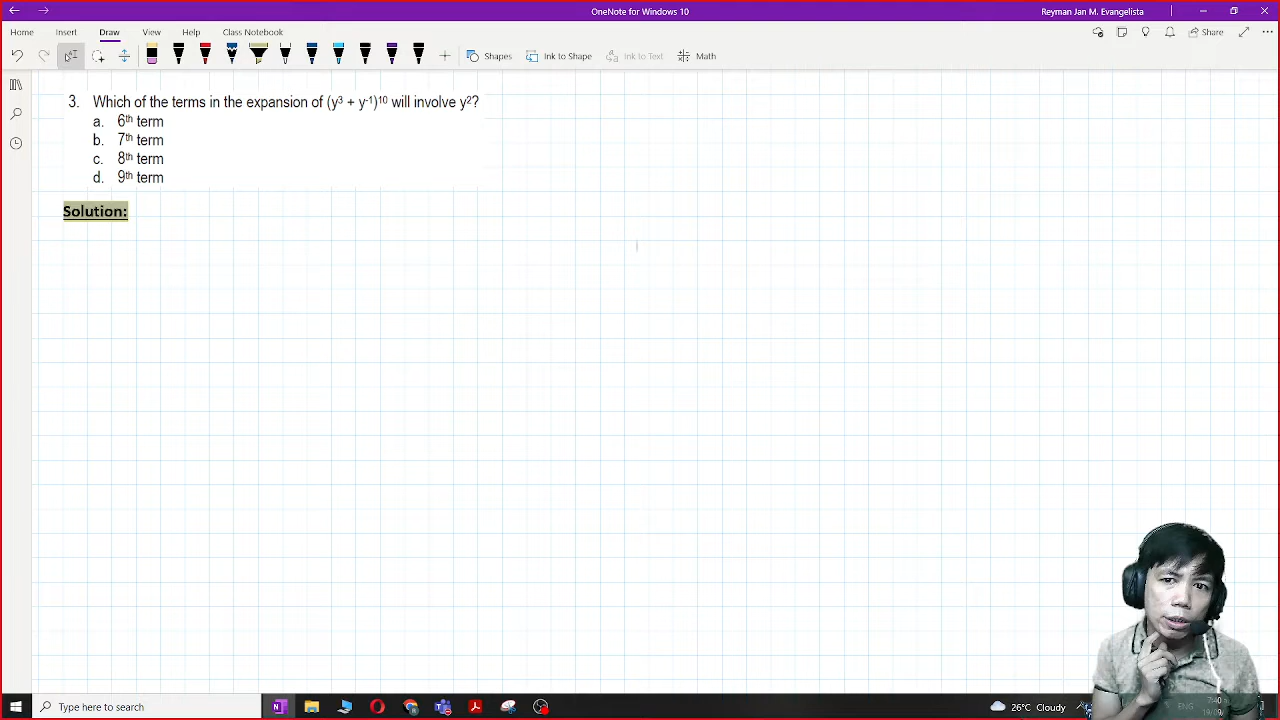 OneNote for Windows 10
Reyman Jan M. Evangelista
Home Insert Draw View Help Class Notebook
Share
Shapes Ink to Shape Ink to Text Math
3. Which of the terms in the expansion of (y³ + y⁻¹)¹⁰ will involve y²?
a. 6th term
b. 7th term
c. 8th term
d. 9th term
Solution:
Type here to search
26°C Cloudy
ENG